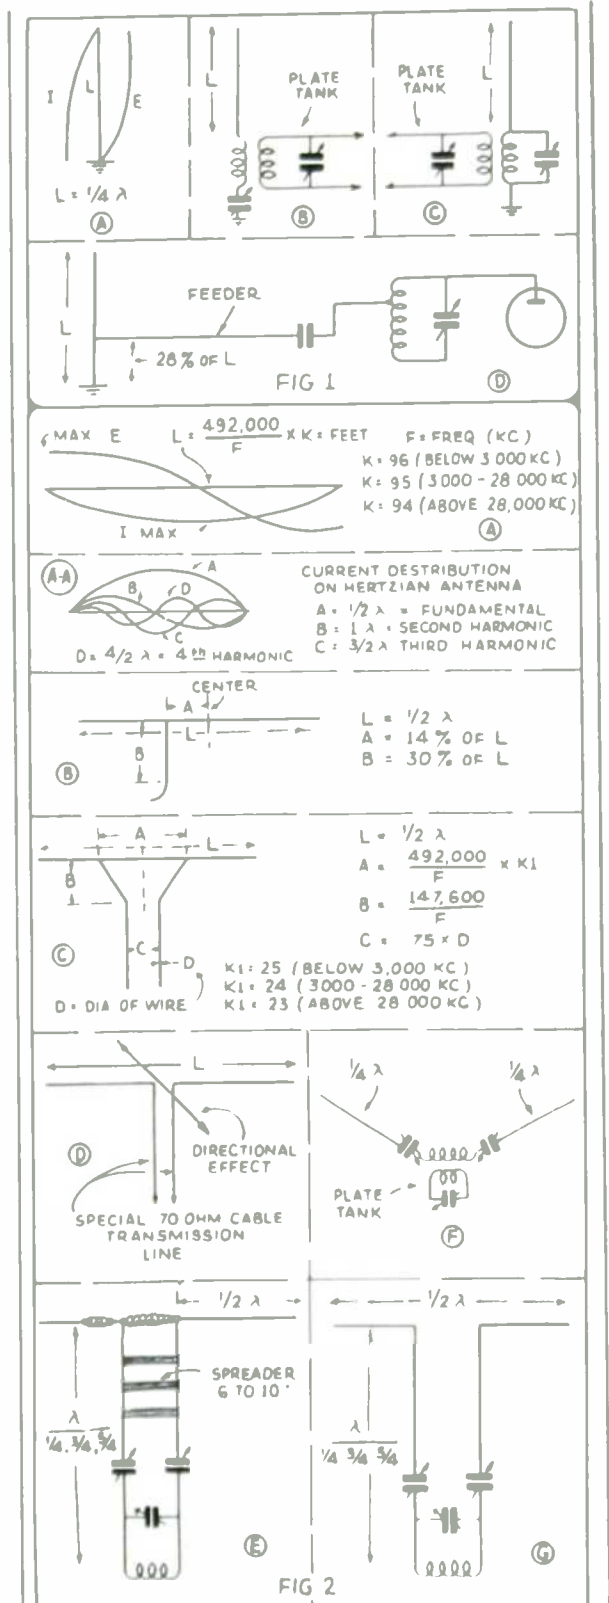 I
L
E
L = 1/4 λ
A
L
PLATE
TANK
B
PLATE
TANK
L
C
L
FEEDER
28% OF L
FIG 1
D
MAX E
L = 492,000/F × K = FEET
F = FREQ (KC)
K = 96 (BELOW 3 000 KC)
K = 95 (3000 - 28 000 KC)
K = 94 (ABOVE 28,000 KC)
I MAX
A
A-A
A
B
D
C
D = 4/2 λ = 4th HARMONIC
CURRENT DESTRIBUTION
ON HERTZIAN ANTENNA
A = 1/2 λ = FUNDAMENTAL
B = 1 λ = SECOND HARMONIC
C = 3/2 λ THIRD HARMONIC
CENTER
A
L
B
B
L = 1/2 λ
A = 14% OF L
B = 30% OF L
A
L
B
C
D
C
D = DIA OF WIRE
L = 1/2 λ
A = 492,000/F × K1
B = 147,600/F
C = 75 × D
K1 = 25 (BELOW 3,000 KC)
K1 = 24 (3000 - 28 000 KC)
K1 = 23 (ABOVE 28 000 KC)
L
D
DIRECTIONAL
EFFECT
SPECIAL 70 OHM CABLE
TRANSMISSION
LINE
1/4 λ
1/4 λ
PLATE
TANK
F
1/2 λ
SPREADER
6 TO 10"
λ
1/4, 3/4, 5/4
E
1/2 λ
λ
1/4 3/4 5/4
G
FIG 2